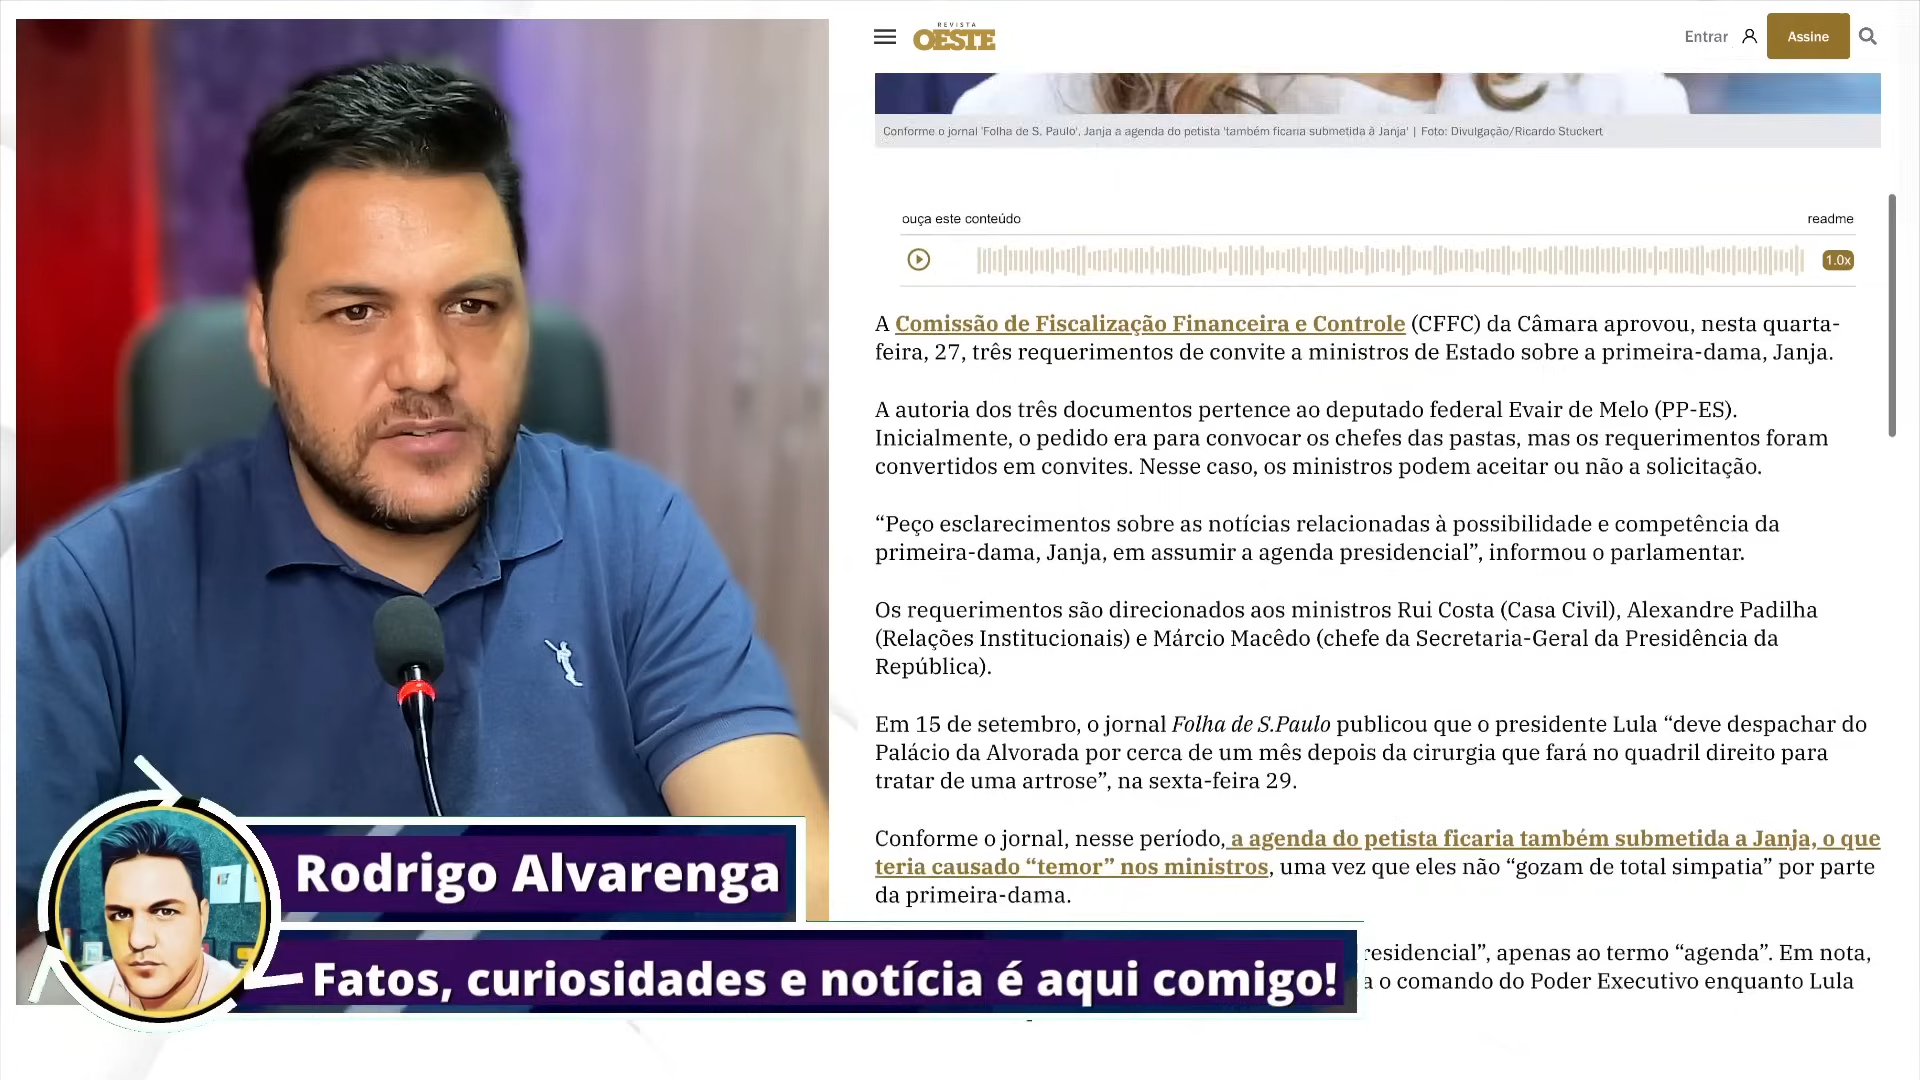 REVISTA
OESTE
Entrar
Assine
Conforme o jornal 'Folha de S. Paulo', Janja a agenda do petista 'também ficaria submetida à Janja' | Foto: Divulgação/Ricardo Stuckert
ouça este conteúdo
readme
1.0x
A Comissão de Fiscalização Financeira e Controle (CFFC) da Câmara aprovou, nesta quarta-
feira, 27, três requerimentos de convite a ministros de Estado sobre a primeira-dama, Janja.
A autoria dos três documentos pertence ao deputado federal Evair de Melo (PP-ES).
Inicialmente, o pedido era para convocar os chefes das pastas, mas os requerimentos foram
convertidos em convites. Nesse caso, os ministros podem aceitar ou não a solicitação.
“Peço esclarecimentos sobre as notícias relacionadas à possibilidade e competência da
primeira-dama, Janja, em assumir a agenda presidencial”, informou o parlamentar.
Os requerimentos são direcionados aos ministros Rui Costa (Casa Civil), Alexandre Padilha
(Relações Institucionais) e Márcio Macêdo (chefe da Secretaria-Geral da Presidência da
República).
Em 15 de setembro, o jornal Folha de S.Paulo publicou que o presidente Lula “deve despachar do
Palácio da Alvorada por cerca de um mês depois da cirurgia que fará no quadril direito para
tratar de uma artrose”, na sexta-feira 29.
Conforme o jornal, nesse período, a agenda do petista ficaria também submetida a Janja, o que
teria causado “temor” nos ministros, uma vez que eles não “gozam de total simpatia” por parte
da primeira-dama.
residencial”, apenas ao termo “agenda”. Em nota,
a o comando do Poder Executivo enquanto Lula
Rodrigo Alvarenga
Fatos, curiosidades e notícia é aqui comigo!